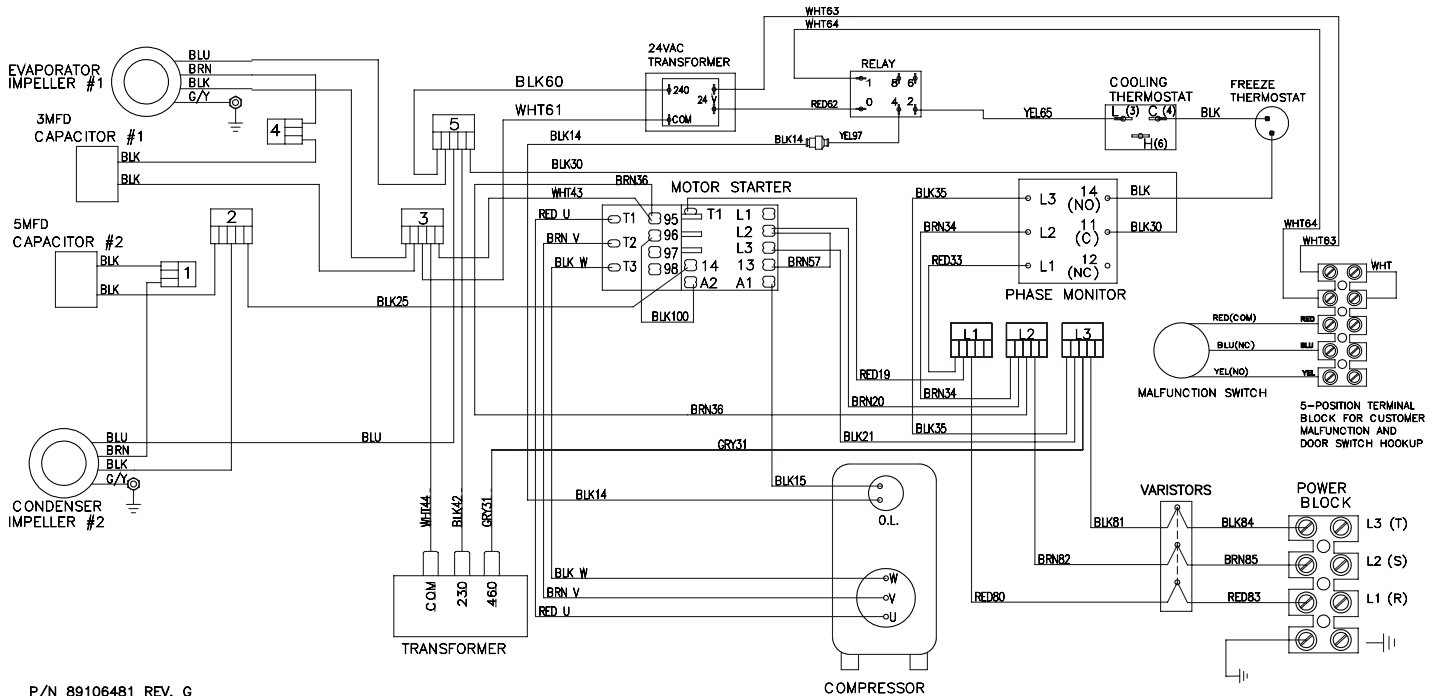 WHT63
WHT64
BLU
BRN
BLK
G/Y
EVAPORATOR
IMPELLER #1
24VAC
TRANSFORMER
240
24
V
COM
BLK60
WHT61
RELAY
1 8 6
0 4 2
RED62
YEL65
COOLING
THERMOSTAT
L (3) C (4)
H(6)
BLK
FREEZE
THERMOSTAT
3MFD
CAPACITOR #1
BLK
BLK
4
5
BLK14
BLK14
YEL97
BLK30
BRN36
WHT43
MOTOR STARTER
RED U
BRN V
BLK W
T1
T2
T3
95
96
97
98
T1
14
A2
L1
L2
L3
13
A1
BRN57
BLK100
BLK35
BRN34
RED33
L3
L2
L1
14
(NO)
11
(C)
12
(NC)
BLK
BLK30
PHASE MONITOR
5MFD
CAPACITOR #2
BLK
BLK
1
2
3
BLK25
WHT64
WHT63
WHT
RED(COM)
RED
BLU(NC)
BLU
YEL(NO)
YEL
MALFUNCTION SWITCH
5-POSITION TERMINAL
BLOCK FOR CUSTOMER
MALFUNCTION AND
DOOR SWITCH HOOKUP
L1
L2
L3
RED19
BRN34
BRN20
BRN36
BLK35
BLK21
GRY31
BLU
BRN
BLK
G/Y
BLU
CONDENSER
IMPELLER #2
WHT44
BLK42
GRY31
COM
230
460
TRANSFORMER
BLK14
BLK15
O.L.
BLK W
BRN V
RED U
W
V
U
COMPRESSOR
VARISTORS
BLK81
BLK84
BRN82
BRN85
RED80
RED83
POWER
BLOCK
L3 (T)
L2 (S)
L1 (R)
P/N 89106481 REV. G